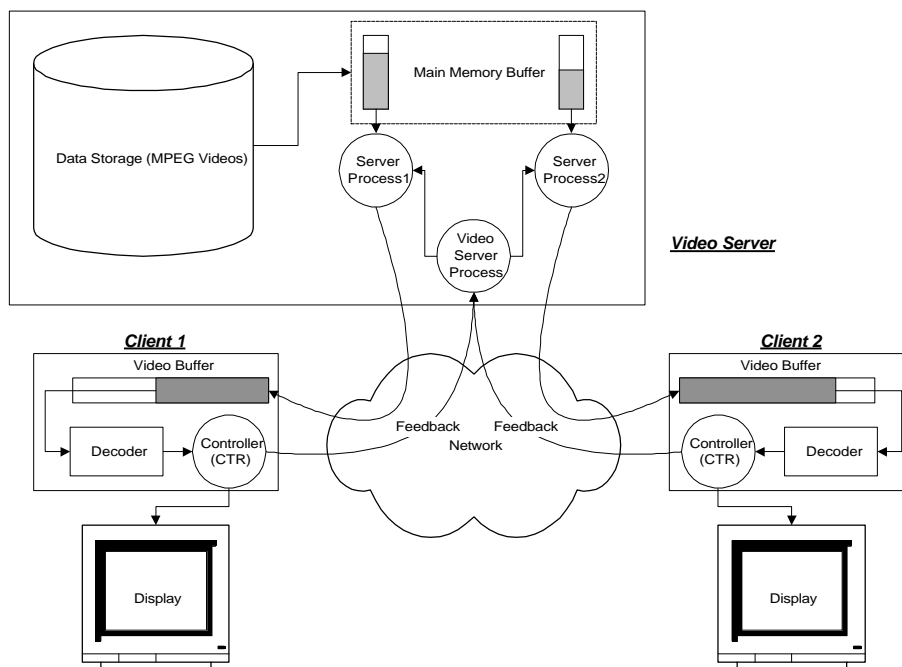 Main Memory Buffer
Data Storage (MPEG Videos)
Server
Process1
Server
Process2
Video
Server
Process
Video Server
Client 1
Client 2
Video Buffer
Video Buffer
Feedback
Feedback
Network
Decoder
Controller
(CTR)
Controller
(CTR)
Decoder
Display
Display